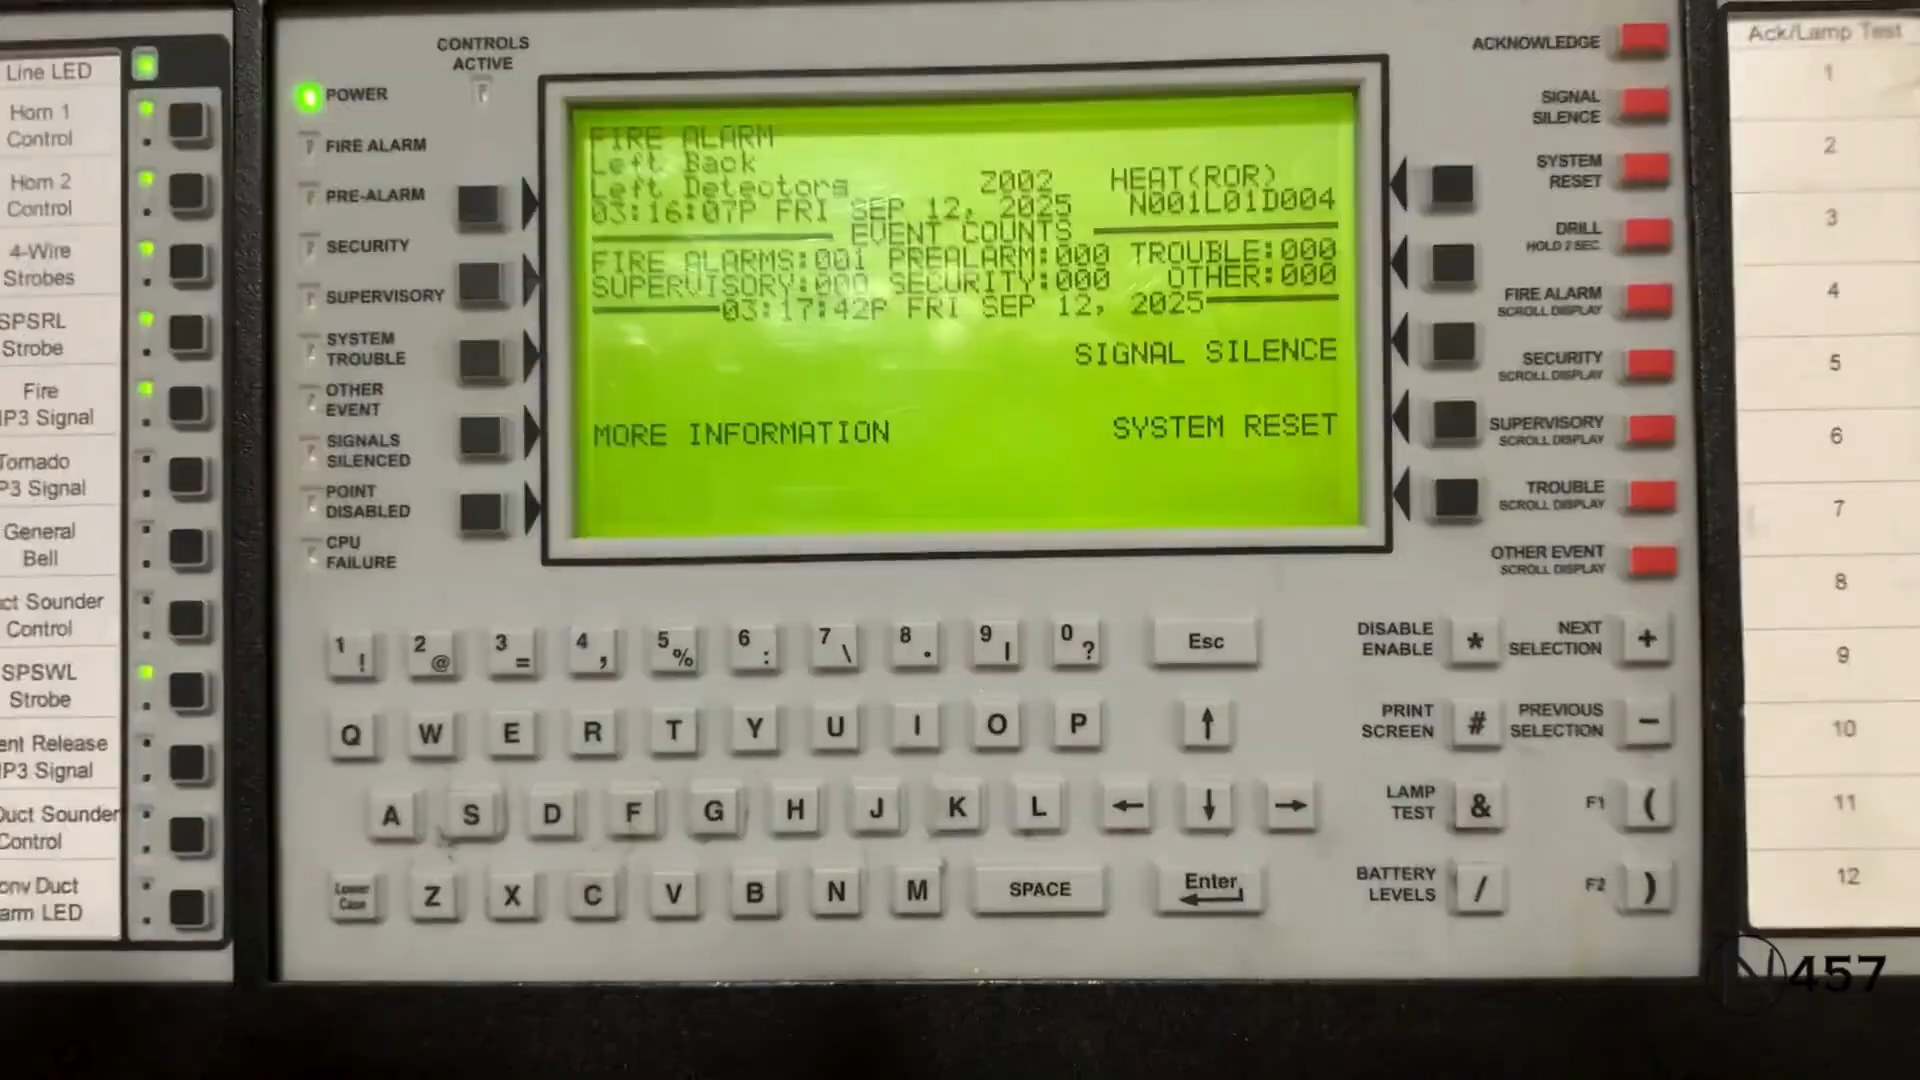 Line LED
Horn 1
Control
Horn 2
Control
4-Wire
Strobes
SPSRL
Strobe
Fire
Signal
Tornado
Signal
General
Bell
Sounder
Control
SPSWL
Strobe
Release
Signal
Duct Sounder
Control
Duct
LED
CONTROLS
ACTIVE
POWER
FIRE ALARM
PRE-ALARM
SECURITY
SUPERVISORY
SYSTEM
TROUBLE
OTHER
EVENT
SIGNALS
SILENCED
POINT
DISABLED
CPU
FAILURE
FIRE ALARM
Left Back
Left Detectors Z002 HEAT(ROR)
03:16:07P FRI SEP 12, 2025 N001L01D004
EVENT COUNTS
FIRE ALARMS:001 PREALARM:000 TROUBLE:000
SUPERVISORY:000 SECURITY:000 OTHER:000
03:17:42P FRI SEP 12, 2025
SIGNAL SILENCE
MORE INFORMATION SYSTEM RESET
ACKNOWLEDGE
SIGNAL
SILENCE
SYSTEM
RESET
DRILL
HOLD 2 SEC.
FIRE ALARM
SCROLL DISPLAY
SECURITY
SCROLL DISPLAY
SUPERVISORY
SCROLL DISPLAY
TROUBLE
SCROLL DISPLAY
OTHER EVENT
SCROLL DISPLAY
1 ! 2 @ 3 = 4 , 5 % 6 : 7 \ 8 . 9 | 0 ? Esc
Q W E R T Y U I O P ↑
A S D F G H J K L ← ↓ →
Lower
Case
Z X C V B N M SPACE Enter
DISABLE
ENABLE
*
NEXT
SELECTION
+
PRINT
SCREEN
#
PREVIOUS
SELECTION
−
LAMP
TEST
&
F1 (
BATTERY
LEVELS
/
F2 )
Ack/Lamp Test
1
2
3
4
5
6
7
8
9
10
11
12
N457